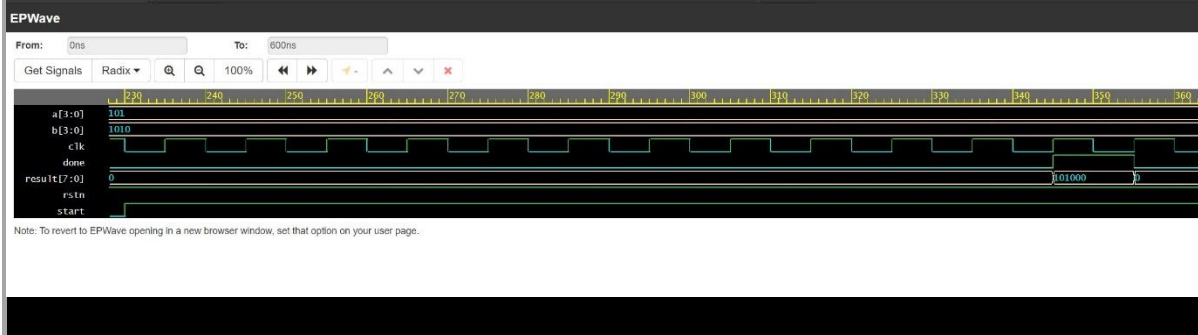 EPWave
From: 0ns To: 600ns
Get Signals Radix 100%
230 240 250 260 270 280 290 300 310 320 330 340 350 360
a[3:0] 101
b[3:0] 1010
clk
done
result[7:0] 0 101000 0
rstn
start
Note: To revert to EPWave opening in a new browser window, set that option on your user page.